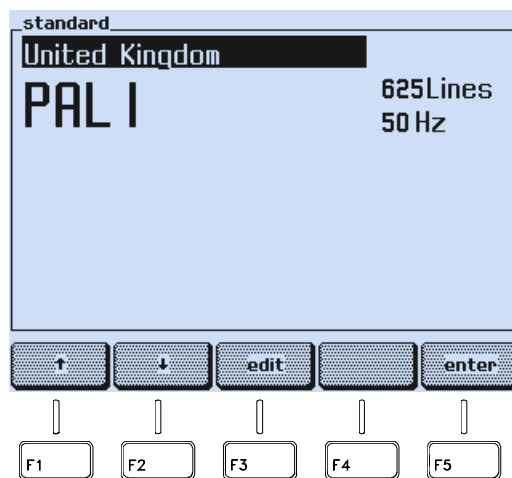 standard
United Kingdom
PAL I
625Lines
50 Hz
↑ ↓ edit enter
F1 F2 F3 F4 F5